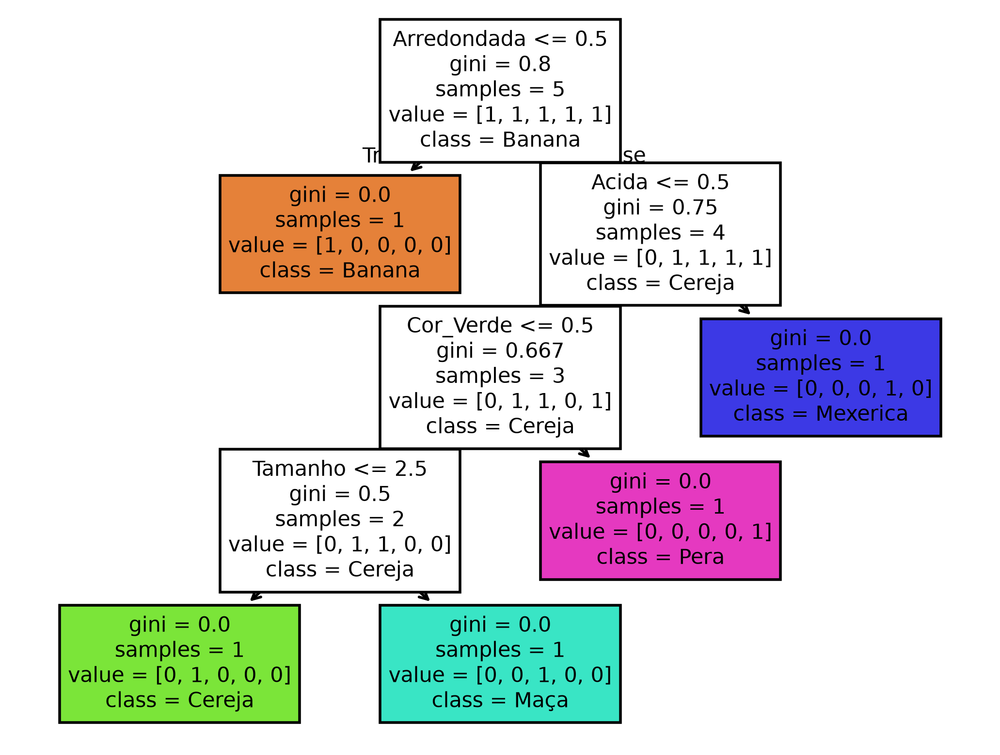 Arredondada <= 0.5
gini = 0.8
samples = 5
value = [1, 1, 1, 1, 1]
class = Banana
gini = 0.0
samples = 1
value = [1, 0, 0, 0, 0]
class = Banana
Acida <= 0.5
gini = 0.75
samples = 4
value = [0, 1, 1, 1, 1]
class = Cereja
Cor_Verde <= 0.5
gini = 0.667
samples = 3
value = [0, 1, 1, 0, 1]
class = Cereja
gini = 0.0
samples = 1
value = [0, 0, 0, 1, 0]
class = Mexerica
Tamanho <= 2.5
gini = 0.5
samples = 2
value = [0, 1, 1, 0, 0]
class = Cereja
gini = 0.0
samples = 1
value = [0, 0, 0, 0, 1]
class = Pera
gini = 0.0
samples = 1
value = [0, 1, 0, 0, 0]
class = Cereja
gini = 0.0
samples = 1
value = [0, 0, 1, 0, 0]
class = Maça